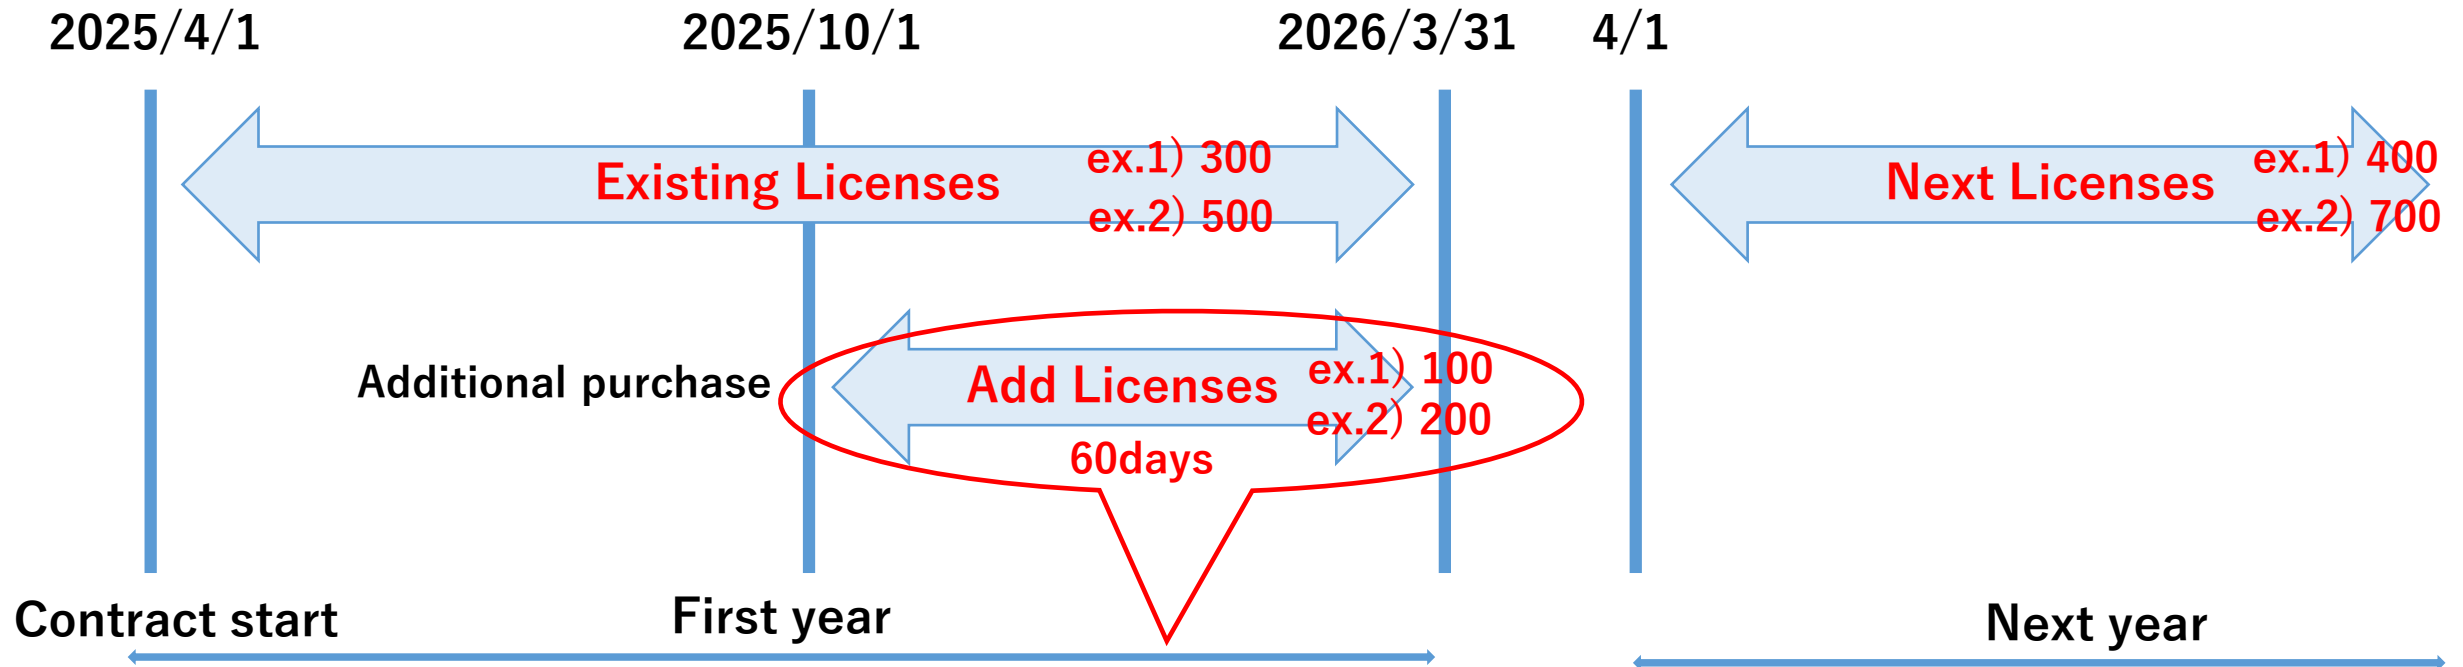 2025/4/1
2025/10/1
2026/3/31
4/1
Existing Licenses
ex.1) 300
ex.2) 500
Next Licenses
ex.1) 400
ex.2) 700
Additional purchase
Add Licenses
ex.1) 100
ex.2) 200
60days
Contract start
First year
Next year